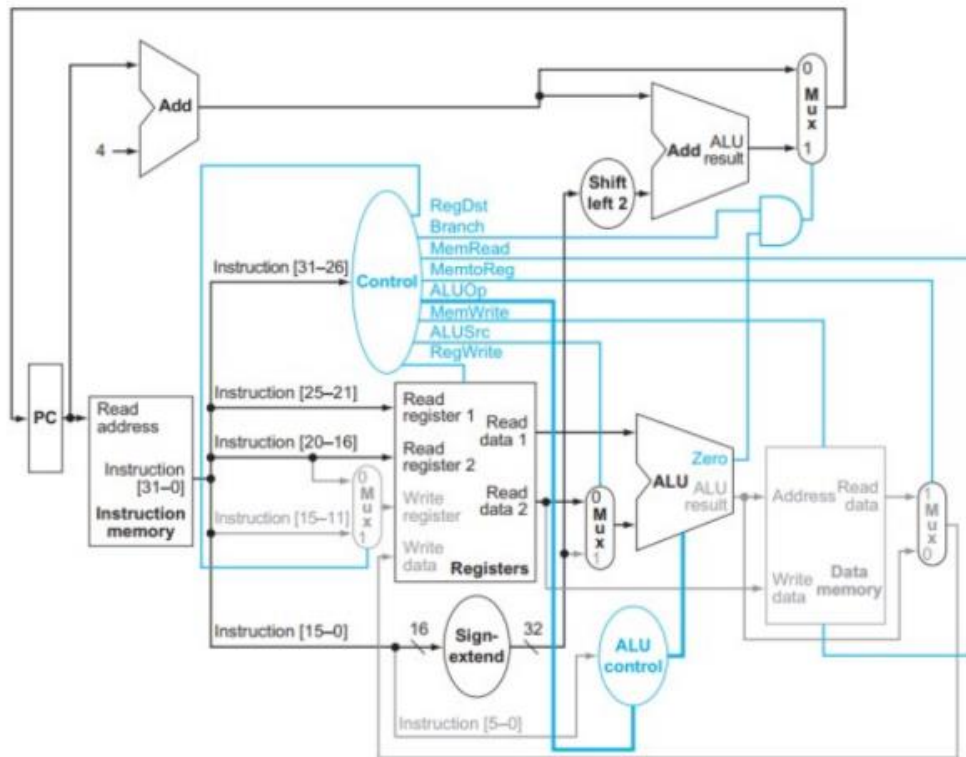 0
M
u
x
1
Add
4
Add
ALU
result
Shift
left 2
RegDst
Branch
MemRead
MemtoReg
ALUOp
MemWrite
ALUSrc
RegWrite
Control
Instruction [31–26]
Instruction [25–21]
Instruction [20–16]
Instruction [15–11]
Instruction [15–0]
Instruction [5–0]
PC
Read
address
Instruction
[31–0]
Instruction
memory
0
M
u
x
1
Read
register 1
Read
register 2
Write
register
Write
data
Read
data 1
Read
data 2
Registers
0
M
u
x
1
Zero
ALU
ALU
result
Address
Read
data
Write
data
Data
memory
1
M
u
x
0
16
Sign-
extend
32
ALU
control